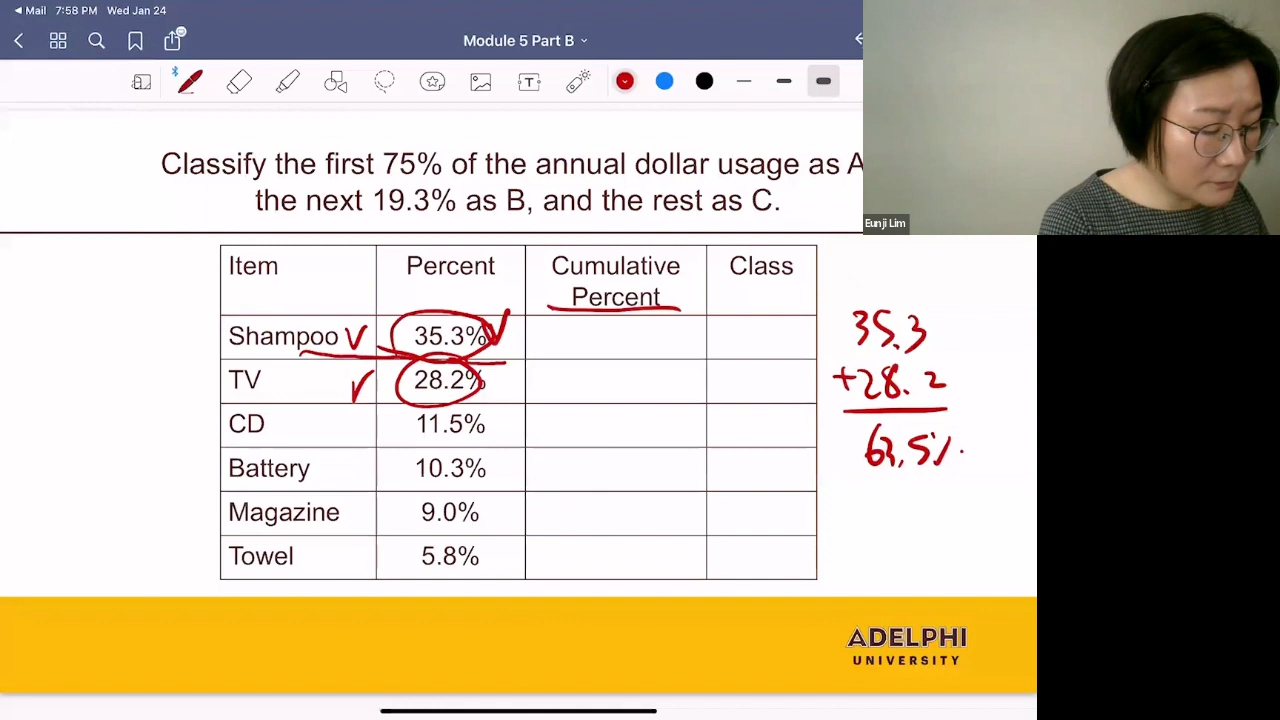 Mail 7:58 PM Wed Jan 24
Module 5 Part B
T
Classify the first 75% of the annual dollar usage as A
the next 19.3% as B, and the rest as C.
Eunji Lim
Item Percent Cumulative Percent Class
Shampoo 35.3%
TV 28.2%
CD 11.5%
Battery 10.3%
Magazine 9.0%
Towel 5.8%
35.3
+28.2
63.5%
ADELPHI
UNIVERSITY